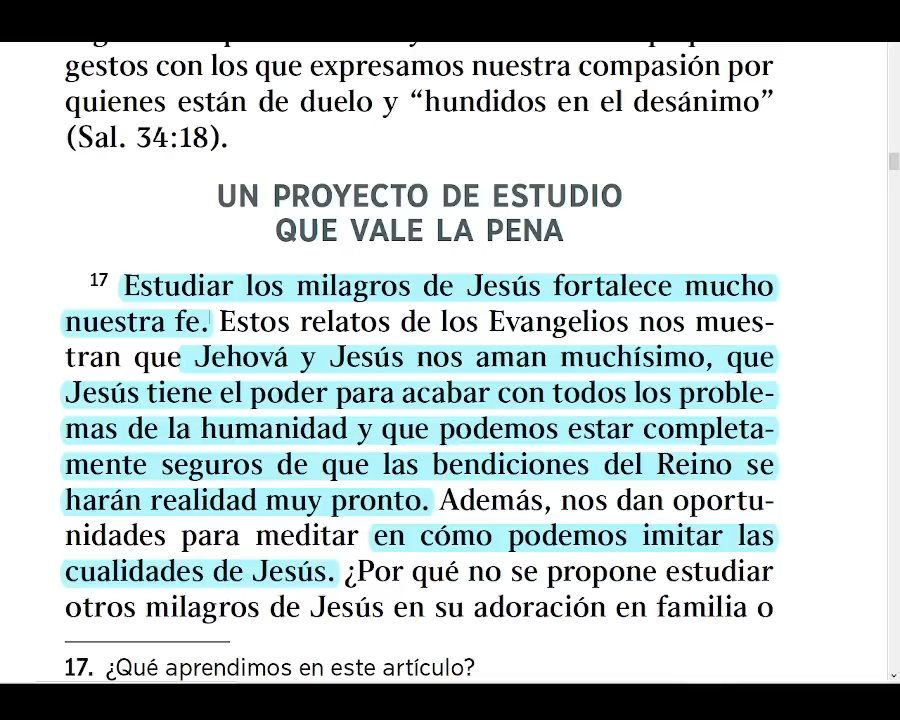 gestos con los que expresamos nuestra compasión por
quienes están de duelo y “hundidos en el desánimo”
(Sal. 34:18).
UN PROYECTO DE ESTUDIO
QUE VALE LA PENA
17 Estudiar los milagros de Jesús fortalece mucho
nuestra fe. Estos relatos de los Evangelios nos mues-
tran que Jehová y Jesús nos aman muchísimo, que
Jesús tiene el poder para acabar con todos los proble-
mas de la humanidad y que podemos estar completa-
mente seguros de que las bendiciones del Reino se
harán realidad muy pronto. Además, nos dan oportu-
nidades para meditar en cómo podemos imitar las
cualidades de Jesús. ¿Por qué no se propone estudiar
otros milagros de Jesús en su adoración en familia o
17. ¿Qué aprendimos en este artículo?